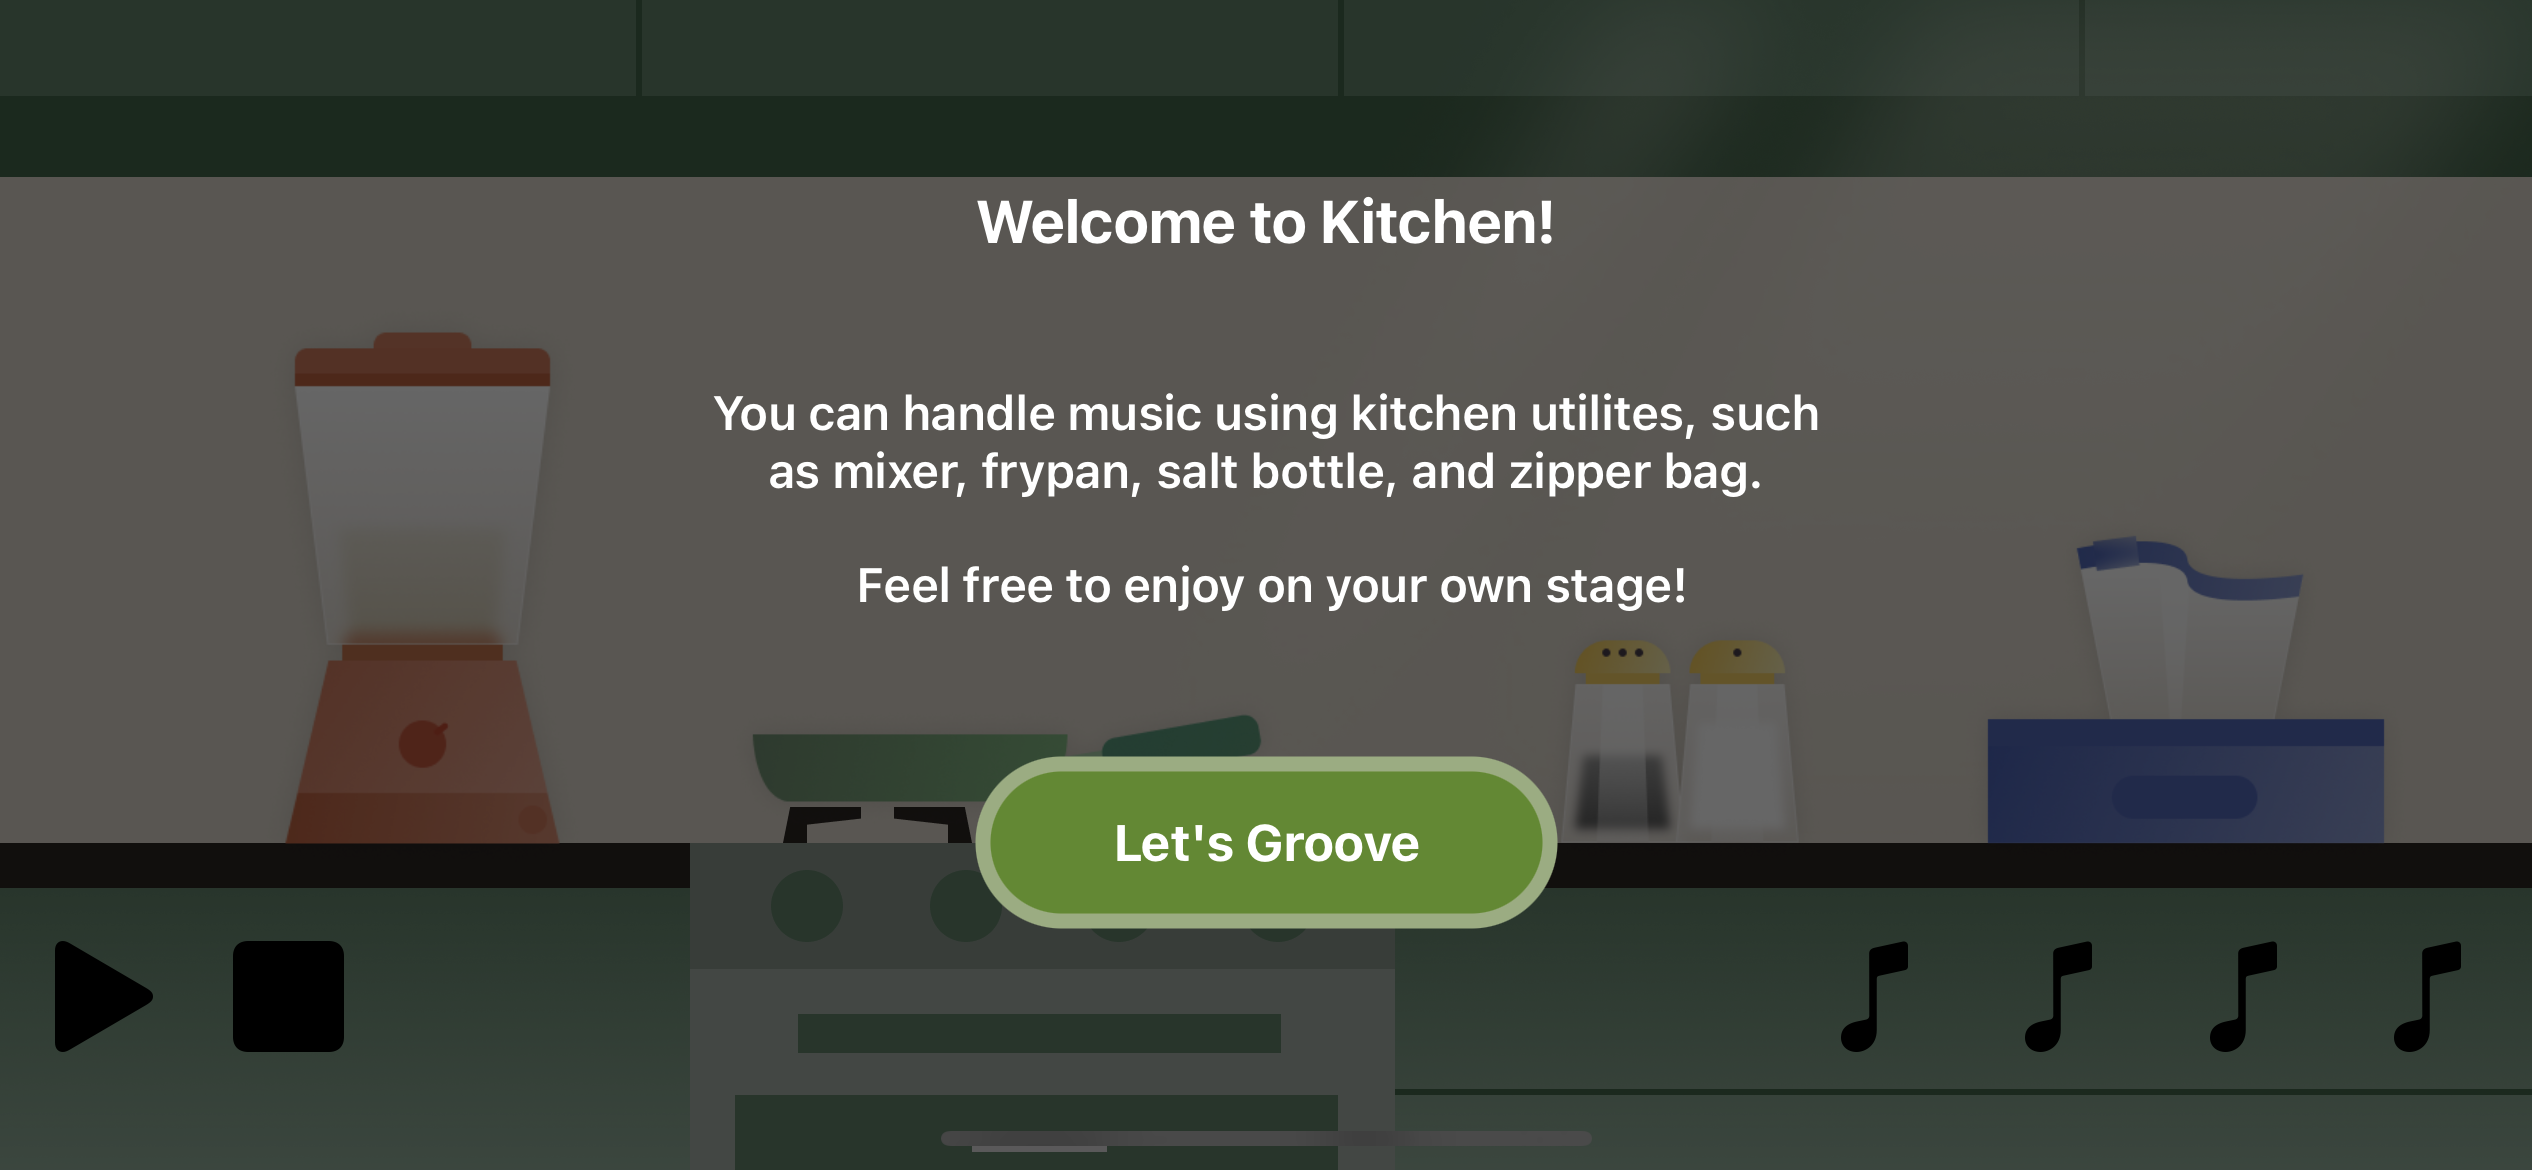 Welcome to Kitchen!
You can handle music using kitchen utilites, such
as mixer, frypan, salt bottle, and zipper bag.
Feel free to enjoy on your own stage!
Let's Groove